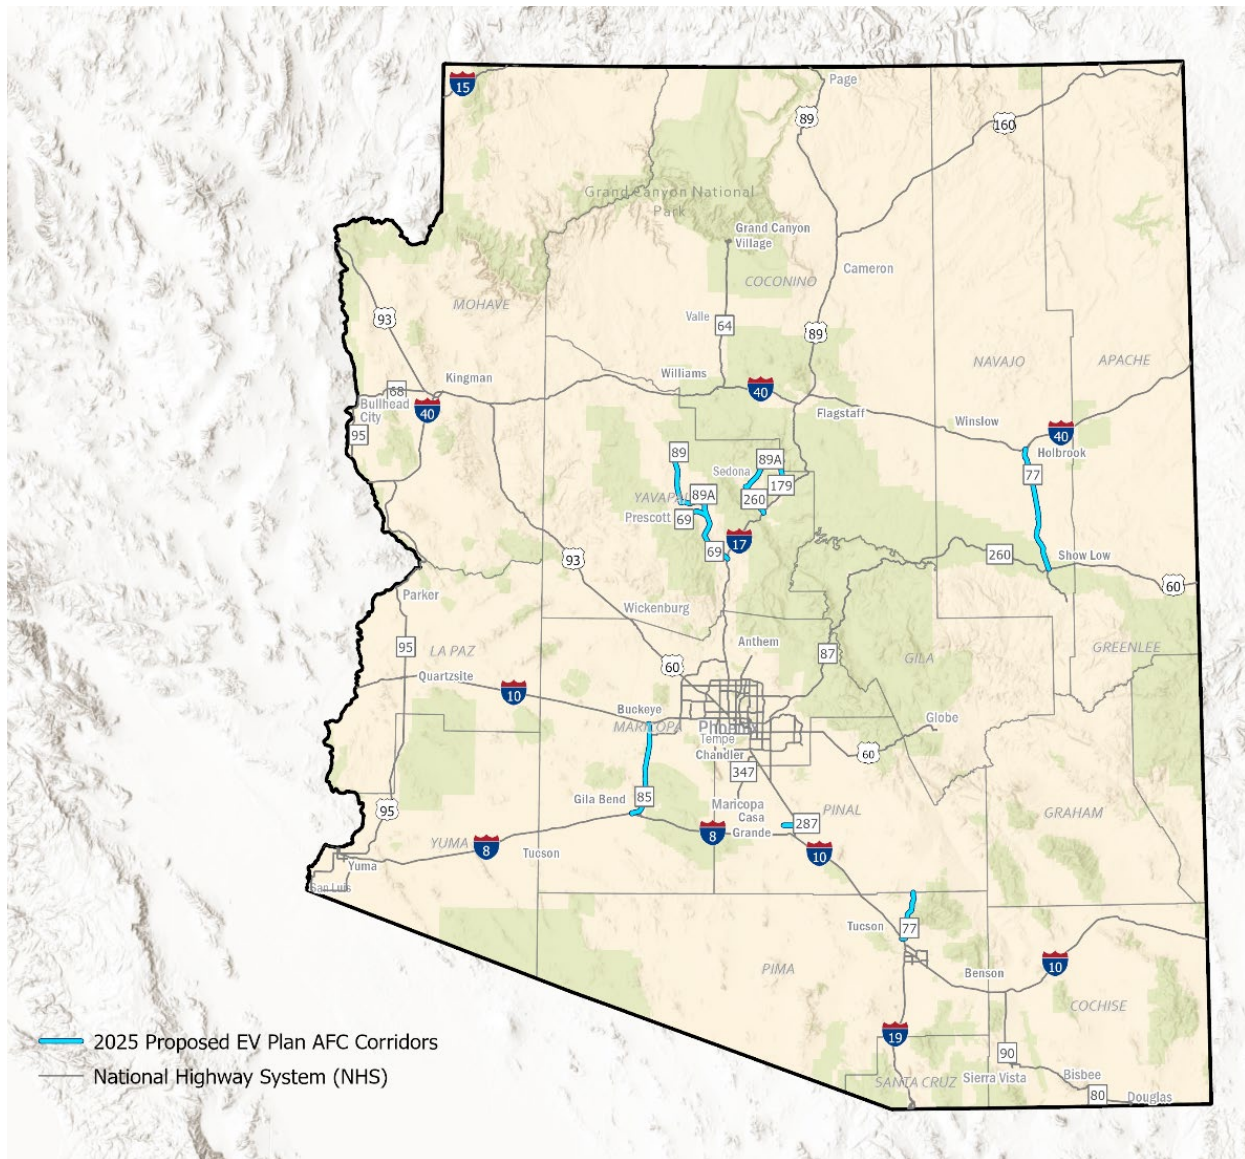 15
Page
89
160
Grand Canyon National
Park
Grand Canyon
Village
COCONINO
Cameron
MOHAVE
93
Valle
64
89
NAVAJO
APACHE
Williams
Kingman
68
40
Bullhead
City
40
Flagstaff
Winslow
95
40
Holbrook
89
Sedona
89A
77
179
YAVAPAI
89A
260
Prescott
69
17
69
260
Show Low
93
60
Parker
Wickenburg
95
LA PAZ
Anthem
87
GILA
GREENLEE
60
Quartzsite
10
Buckeye
MARICOPA
Phoenix
Tempe
Globe
Chandler
60
347
Gila Bend
85
Maricopa
PINAL
GRAHAM
95
Casa
Grande
287
8
YUMA
8
Tucson
10
Yuma
San Luis
Tucson
77
PIMA
Benson
10
COCHISE
19
90
SANTA CRUZ
Sierra Vista
Bisbee
80
Douglas
2025 Proposed EV Plan AFC Corridors
National Highway System (NHS)